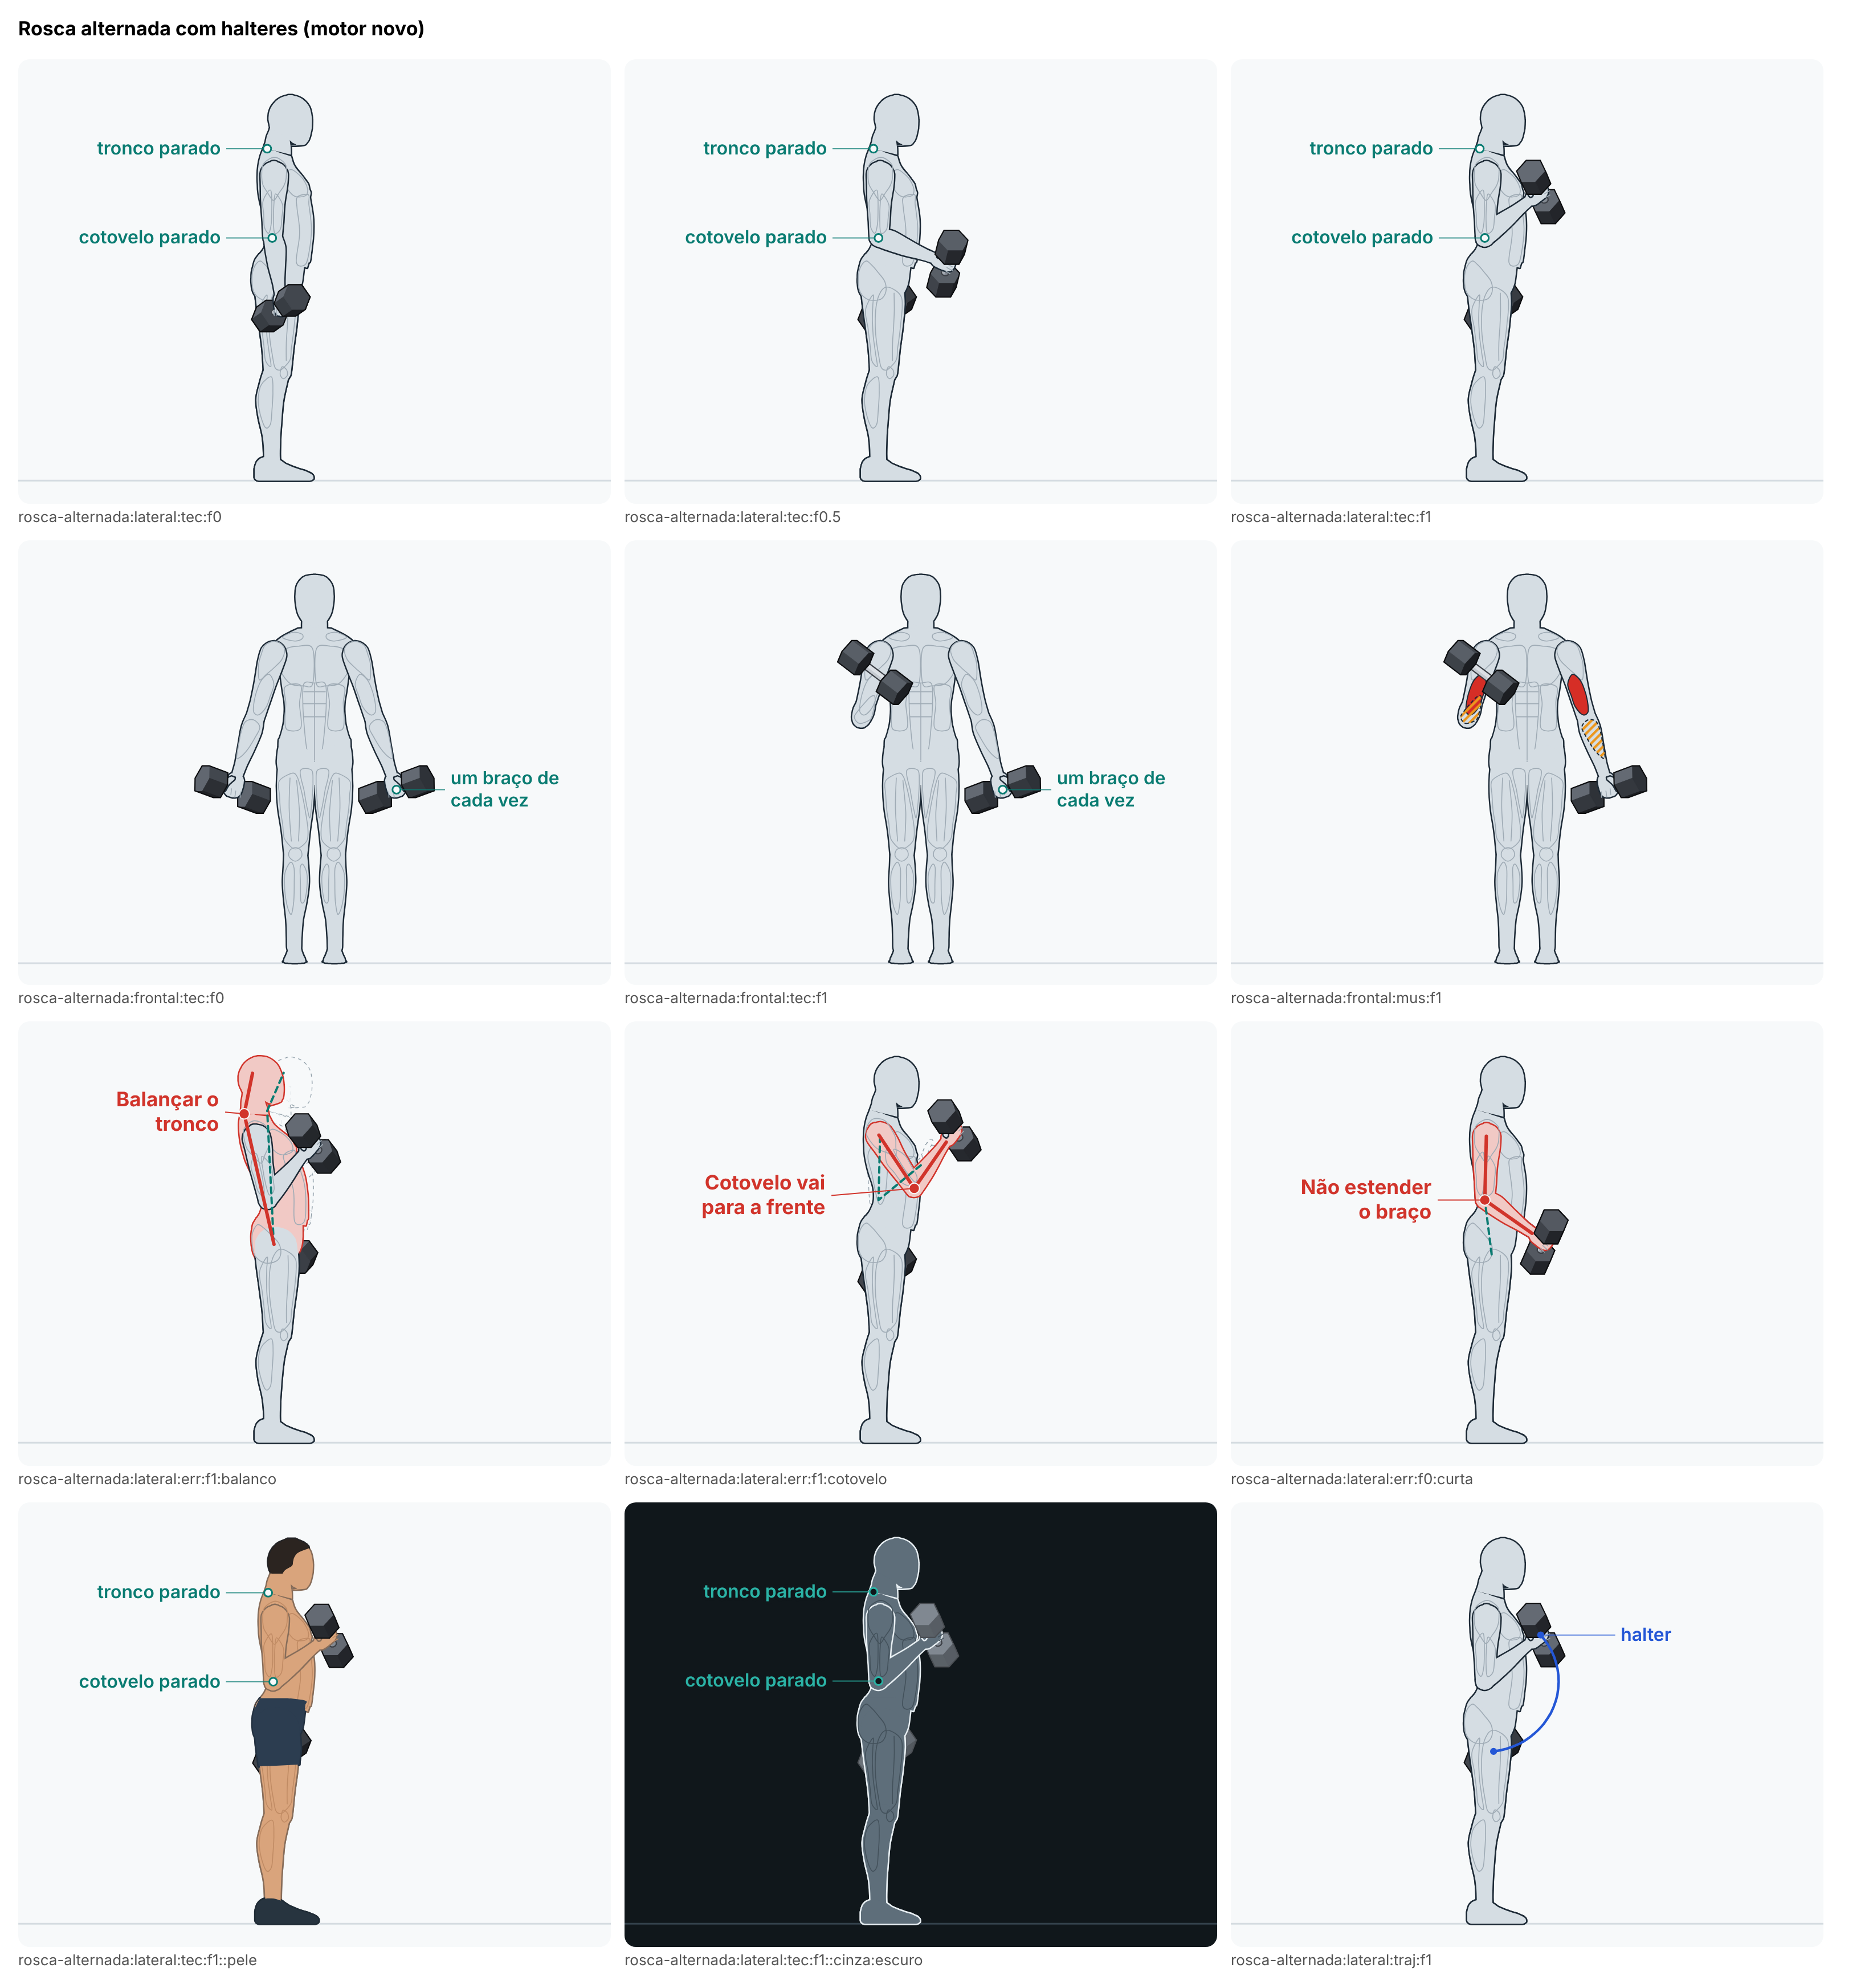 Rosca alternada com halteres (motor novo)
tronco parado
cotovelo parado
rosca-alternada:lateral:tec:f0
tronco parado
cotovelo parado
rosca-alternada:lateral:tec:f0.5
tronco parado
cotovelo parado
rosca-alternada:lateral:tec:f1
um braço de
cada vez
rosca-alternada:frontal:tec:f0
um braço de
cada vez
rosca-alternada:frontal:tec:f1
rosca-alternada:frontal:mus:f1
Balançar o
tronco
rosca-alternada:lateral:err:f1:balanco
Cotovelo vai
para a frente
rosca-alternada:lateral:err:f1:cotovelo
Não estender
o braço
rosca-alternada:lateral:err:f0:curta
tronco parado
cotovelo parado
rosca-alternada:lateral:tec:f1::pele
tronco parado
cotovelo parado
rosca-alternada:lateral:tec:f1::cinza:escuro
halter
rosca-alternada:lateral:traj:f1